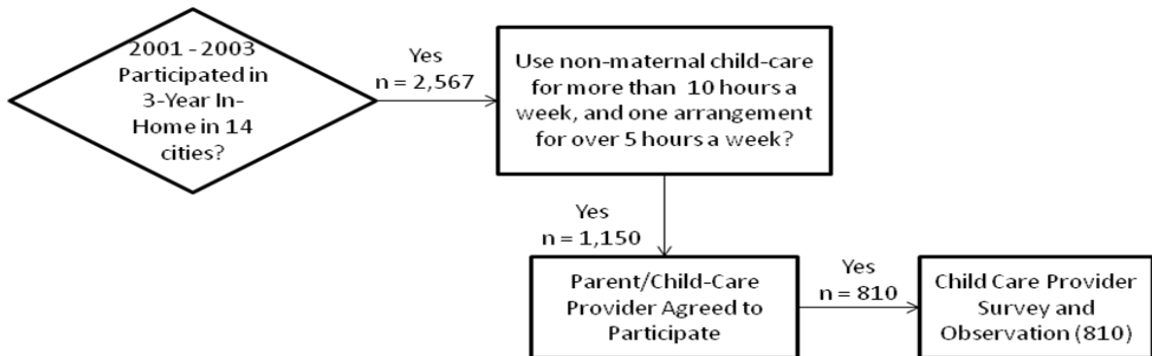 2001 - 2003
Participated in
3-Year In-
Home in 14
cities?
Yes
n = 2,567
Use non-maternal child-care
for more than 10 hours a
week, and one arrangement
for over 5 hours a week?
Yes
n = 1,150
Parent/Child-Care
Provider Agreed to
Participate
Yes
n = 810
Child Care Provider
Survey and
Observation (810)